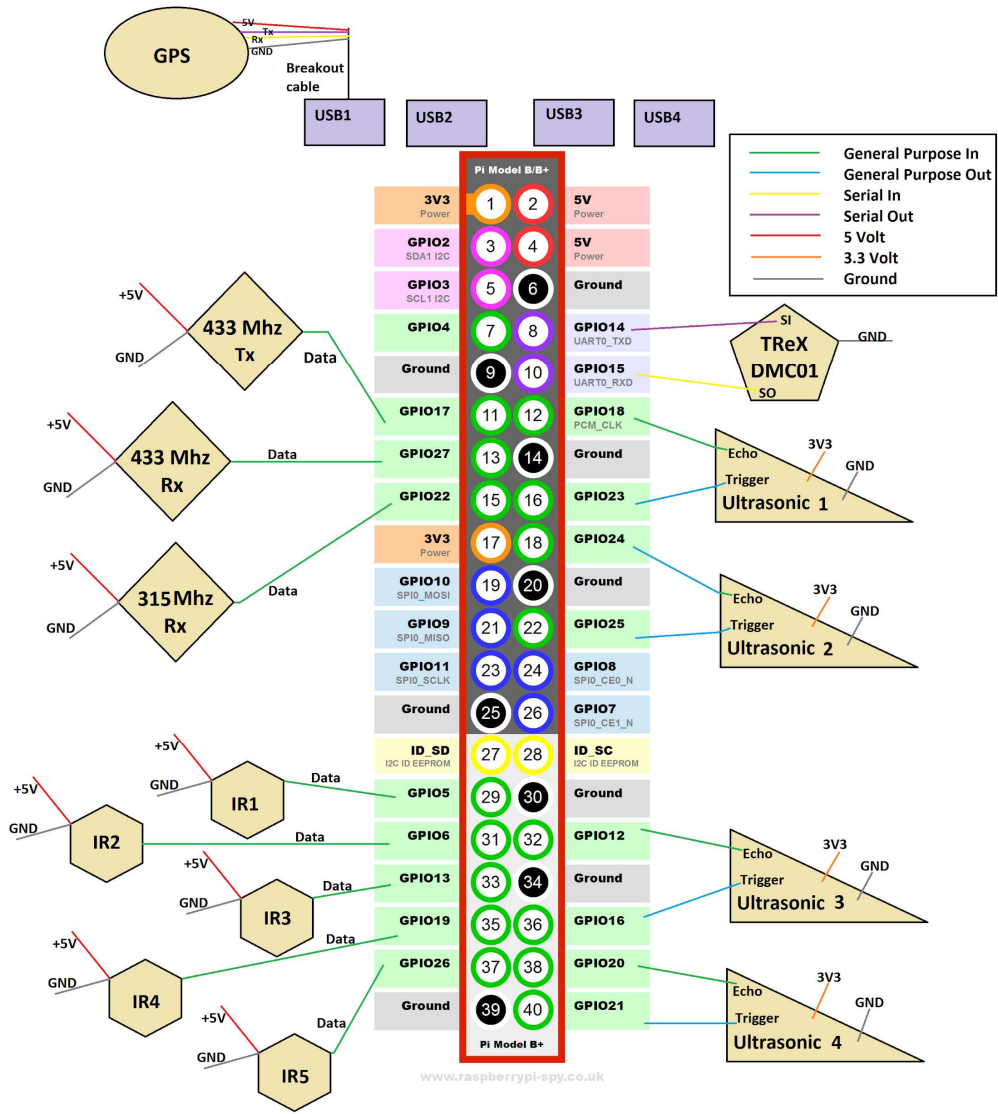 5V
Tx
Rx
GND
GPS
Breakout
cable
USB1
USB2
USB3
USB4
General Purpose In
General Purpose Out
Serial In
Serial Out
5 Volt
3.3 Volt
Ground
Pi Model B/B+
3V3
Power
1
2
5V
Power
GPIO2
SDA1 I2C
3
4
5V
Power
GPIO3
SCL1 I2C
5
6
Ground
GPIO4
7
8
GPIO14
UART0_TXD
Ground
9
10
GPIO15
UART0_RXD
GPIO17
11
12
GPIO18
PCM_CLK
GPIO27
13
14
Ground
GPIO22
15
16
GPIO23
3V3
Power
17
18
GPIO24
GPIO10
SPI0_MOSI
19
20
Ground
GPIO9
SPI0_MISO
21
22
GPIO25
GPIO11
SPI0_SCLK
23
24
GPIO8
SPI0_CE0_N
Ground
25
26
GPIO7
SPI0_CE1_N
ID_SD
I2C ID EEPROM
27
28
ID_SC
I2C ID EEPROM
GPIO5
29
30
Ground
GPIO6
31
32
GPIO12
GPIO13
33
34
Ground
GPIO19
35
36
GPIO16
GPIO26
37
38
GPIO20
Ground
39
40
GPIO21
Pi Model B+
www.raspberrypi-spy.co.uk
+5V
GND
433 Mhz
Tx
Data
+5V
GND
433 Mhz
Rx
Data
+5V
GND
315Mhz
Rx
Data
+5V
GND
IR1
Data
+5V
GND
IR2
Data
+5V
GND
IR3
Data
+5V
GND
IR4
Data
+5V
GND
IR5
Data
SI
TReX
DMC01
SO
GND
Echo
Trigger
Ultrasonic 1
3V3
GND
Echo
Trigger
Ultrasonic 2
3V3
GND
Echo
Trigger
Ultrasonic 3
3V3
GND
Echo
Trigger
Ultrasonic 4
3V3
GND